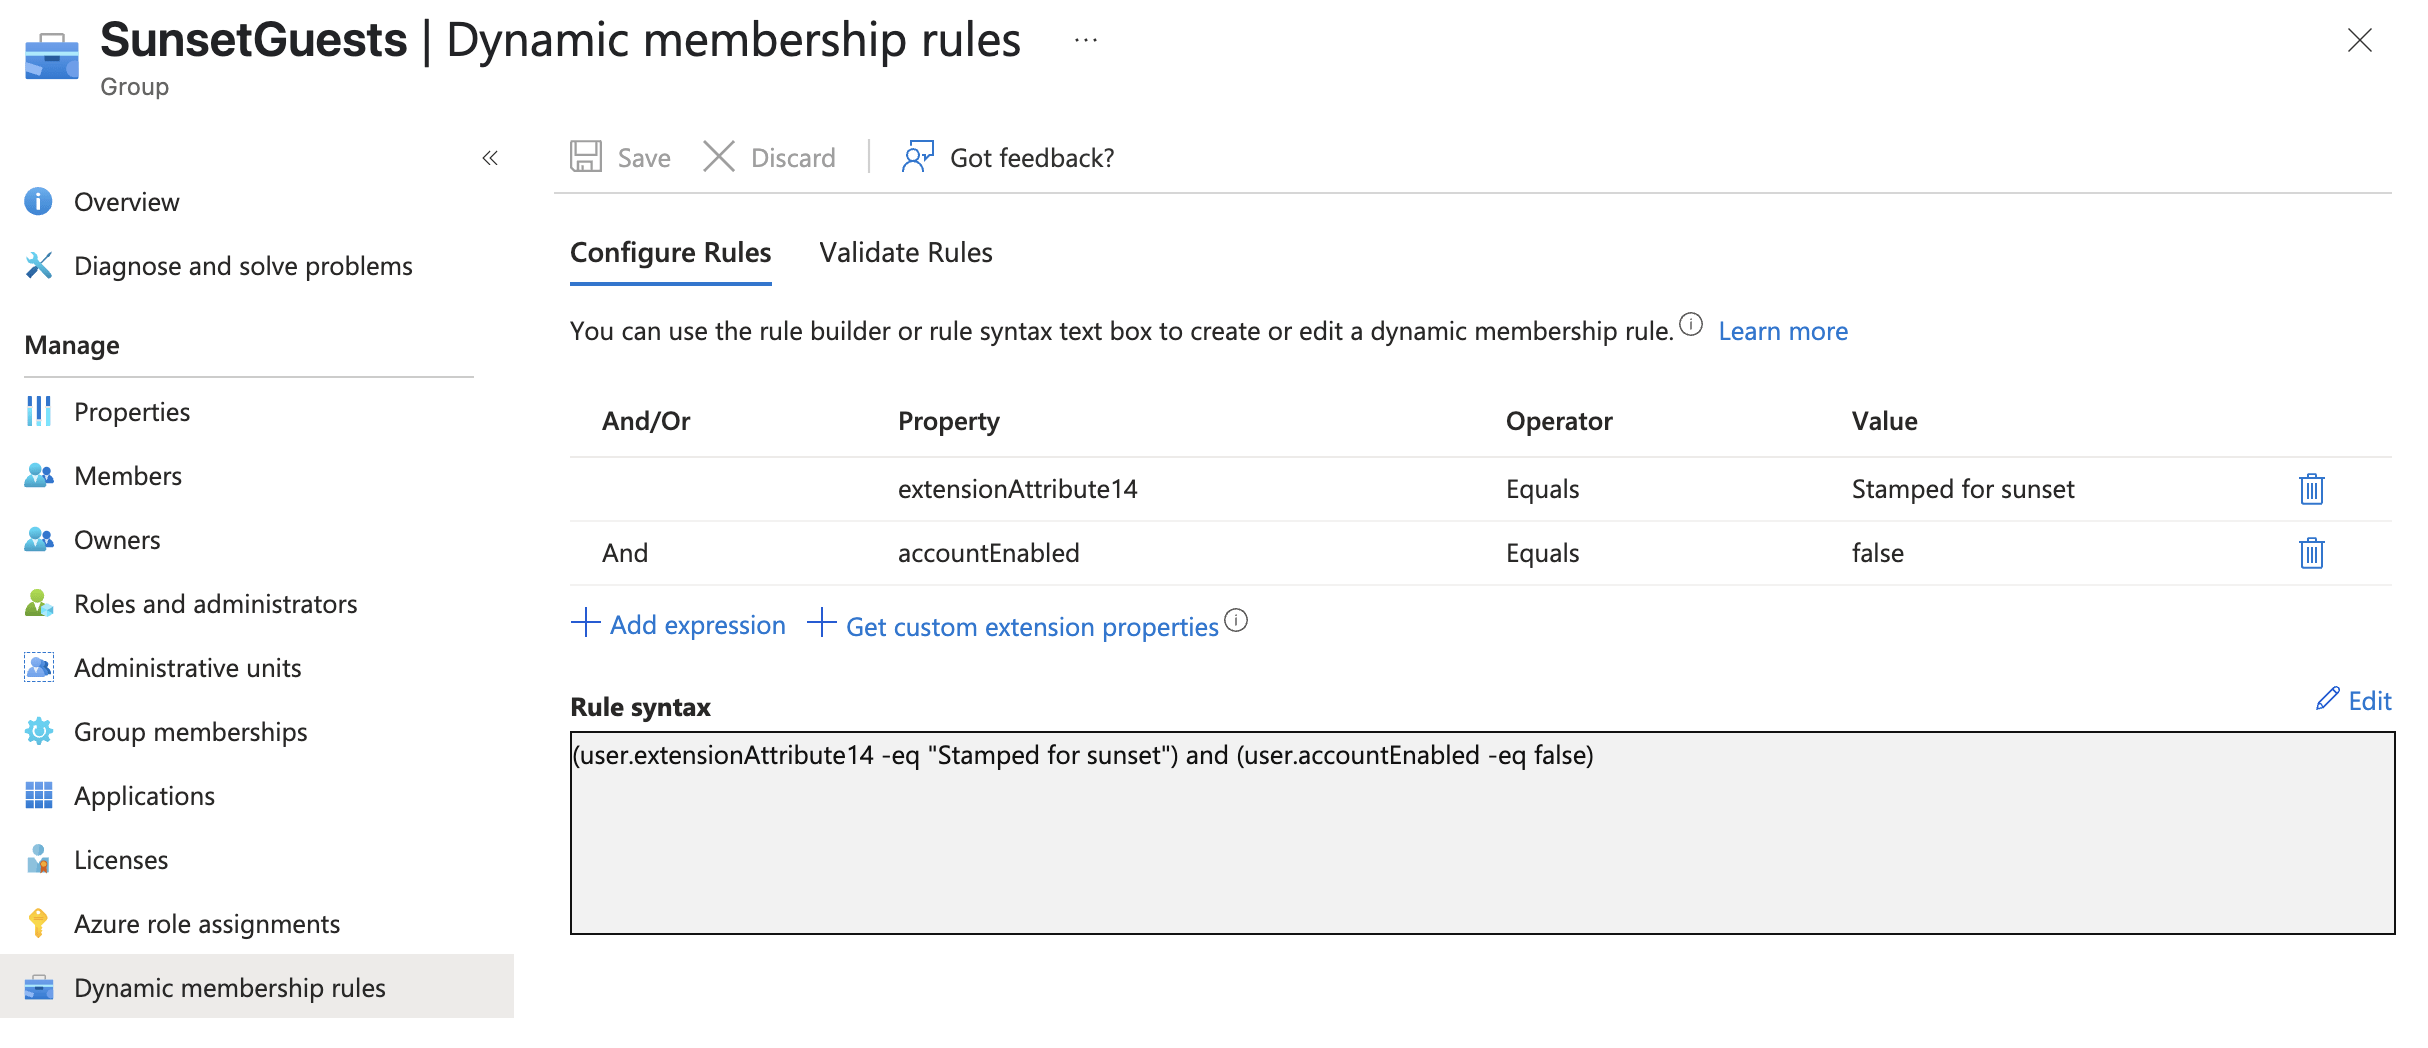 SunsetGuests | Dynamic membership rules ...
Group
Save Discard Got feedback?
Overview
Diagnose and solve problems
Manage
Properties
Members
Owners
Roles and administrators
Administrative units
Group memberships
Applications
Licenses
Azure role assignments
Dynamic membership rules
Configure Rules Validate Rules
You can use the rule builder or rule syntax text box to create or edit a dynamic membership rule. Learn more
And/Or Property Operator Value
extensionAttribute14 Equals Stamped for sunset
And accountEnabled Equals false
Add expression Get custom extension properties
Rule syntax Edit
(user.extensionAttribute14 -eq "Stamped for sunset") and (user.accountEnabled -eq false)